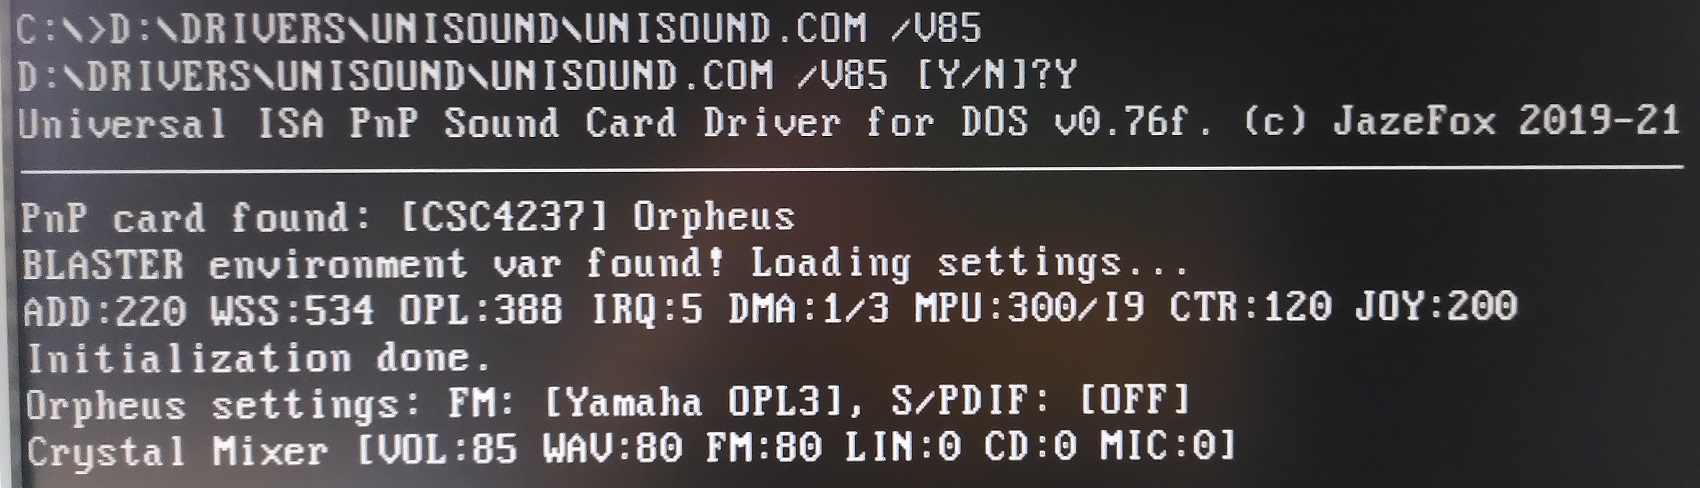 C:\>D:\DRIVERS\UNISOUND\UNISOUND.COM /V85
D:\DRIVERS\UNISOUND\UNISOUND.COM /V85 [Y/N]?Y
Universal ISA PnP Sound Card Driver for DOS v0.76f. (c) JazeFox 2019-21
PnP card found: [CSC4237] Orpheus
BLASTER environment var found! Loading settings...
ADD:220 WSS:534 OPL:388 IRQ:5 DMA:1/3 MPU:300/I9 CTR:120 JOY:200
Initialization done.
Orpheus settings: FM: [Yamaha OPL3], S/PDIF: [OFF]
Crystal Mixer [VOL:85 WAV:80 FM:80 LIN:0 CD:0 MIC:0]